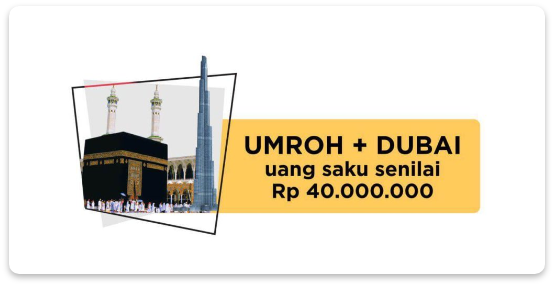 UMROH + DUBAI
uang saku senilai
Rp 40.000.000